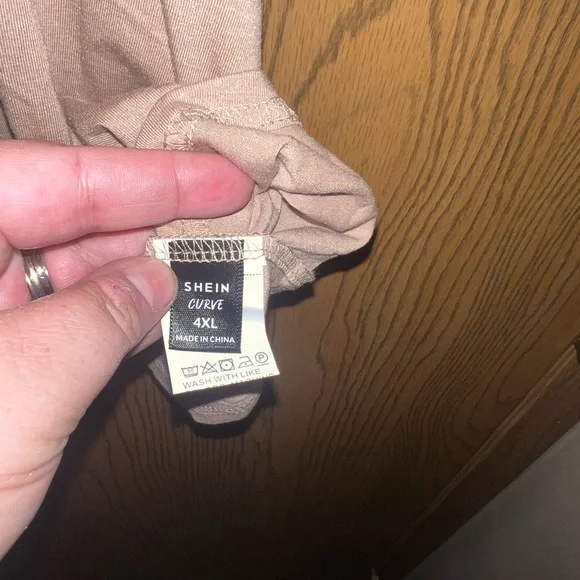 SHEIN
CURVE
4XL
MADE IN CHINA
WASH WITH LIKE